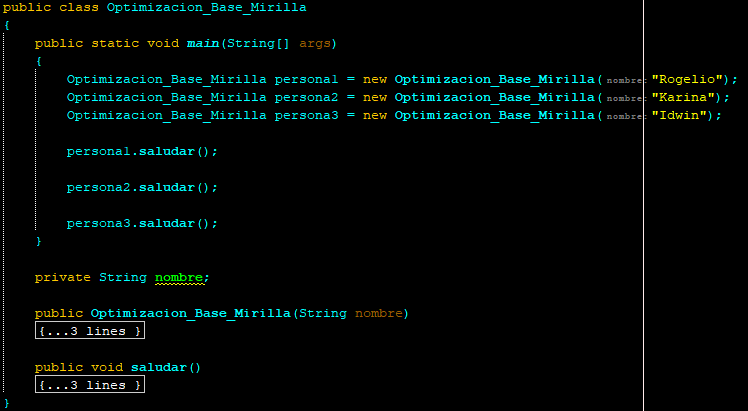 public class Optimizacion_Base_Mirilla
{
public static void main(String[] args)
{
Optimizacion_Base_Mirilla persona1 = new Optimizacion_Base_Mirilla( nombre: "Rogelio");
Optimizacion_Base_Mirilla persona2 = new Optimizacion_Base_Mirilla( nombre: "Karina");
Optimizacion_Base_Mirilla persona3 = new Optimizacion_Base_Mirilla( nombre: "Idwin");
persona1.saludar();
persona2.saludar();
persona3.saludar();
}
private String nombre;
public Optimizacion_Base_Mirilla(String nombre)
{...3 lines }
public void saludar()
{...3 lines }
}